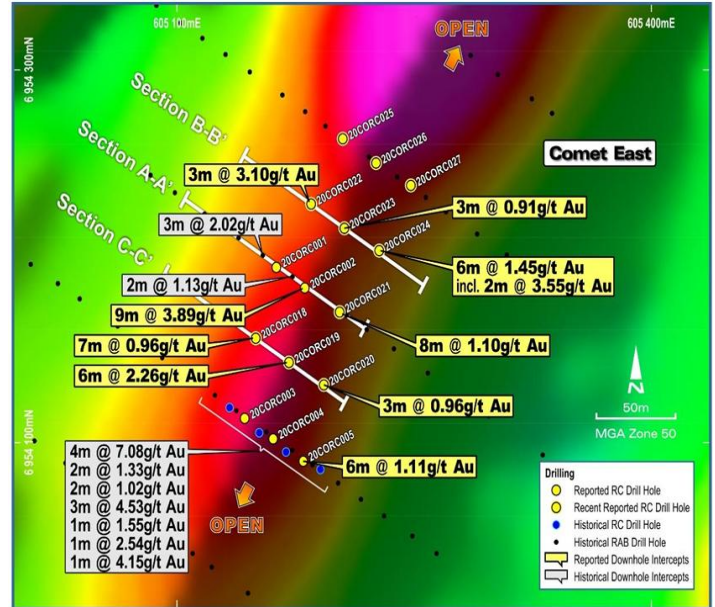 605 100mE
605 400mE
6 954 300mN
OPEN
20CORC025
Section B-B'
20CORC026
Comet East
Section A-A'
20CORC027
3m @ 3.10g/t Au
20CORC022
Section C-C'
3m @ 2.02g/t Au
20CORC023
3m @ 0.91g/t Au
20CORC024
20CORC001
6m @ 1.45g/t Au
incl. 2m @ 3.55g/t Au
2m @ 1.13g/t Au
20CORC002
9m @ 3.89g/t Au
20CORC021
20CORC018
8m @ 1.10g/t Au
7m @ 0.96g/t Au
20CORC019
6m @ 2.26g/t Au
20CORC020
3m @ 0.96g/t Au
N
50m
MGA Zone 50
6 954 100mN
20CORC003
20CORC004
4m @ 7.08g/t Au
2m @ 1.33g/t Au
2m @ 1.02g/t Au
3m @ 4.53g/t Au
1m @ 1.55g/t Au
1m @ 2.54g/t Au
1m @ 4.15g/t Au
20CORC005
6m @ 1.11g/t Au
OPEN
Drilling
Reported RC Drill Hole
Recent Reported RC Drill Hole
Historical RC Drill Hole
Historical RAB Drill Hole
Reported Downhole Intercepts
Historical Downhole Intercepts